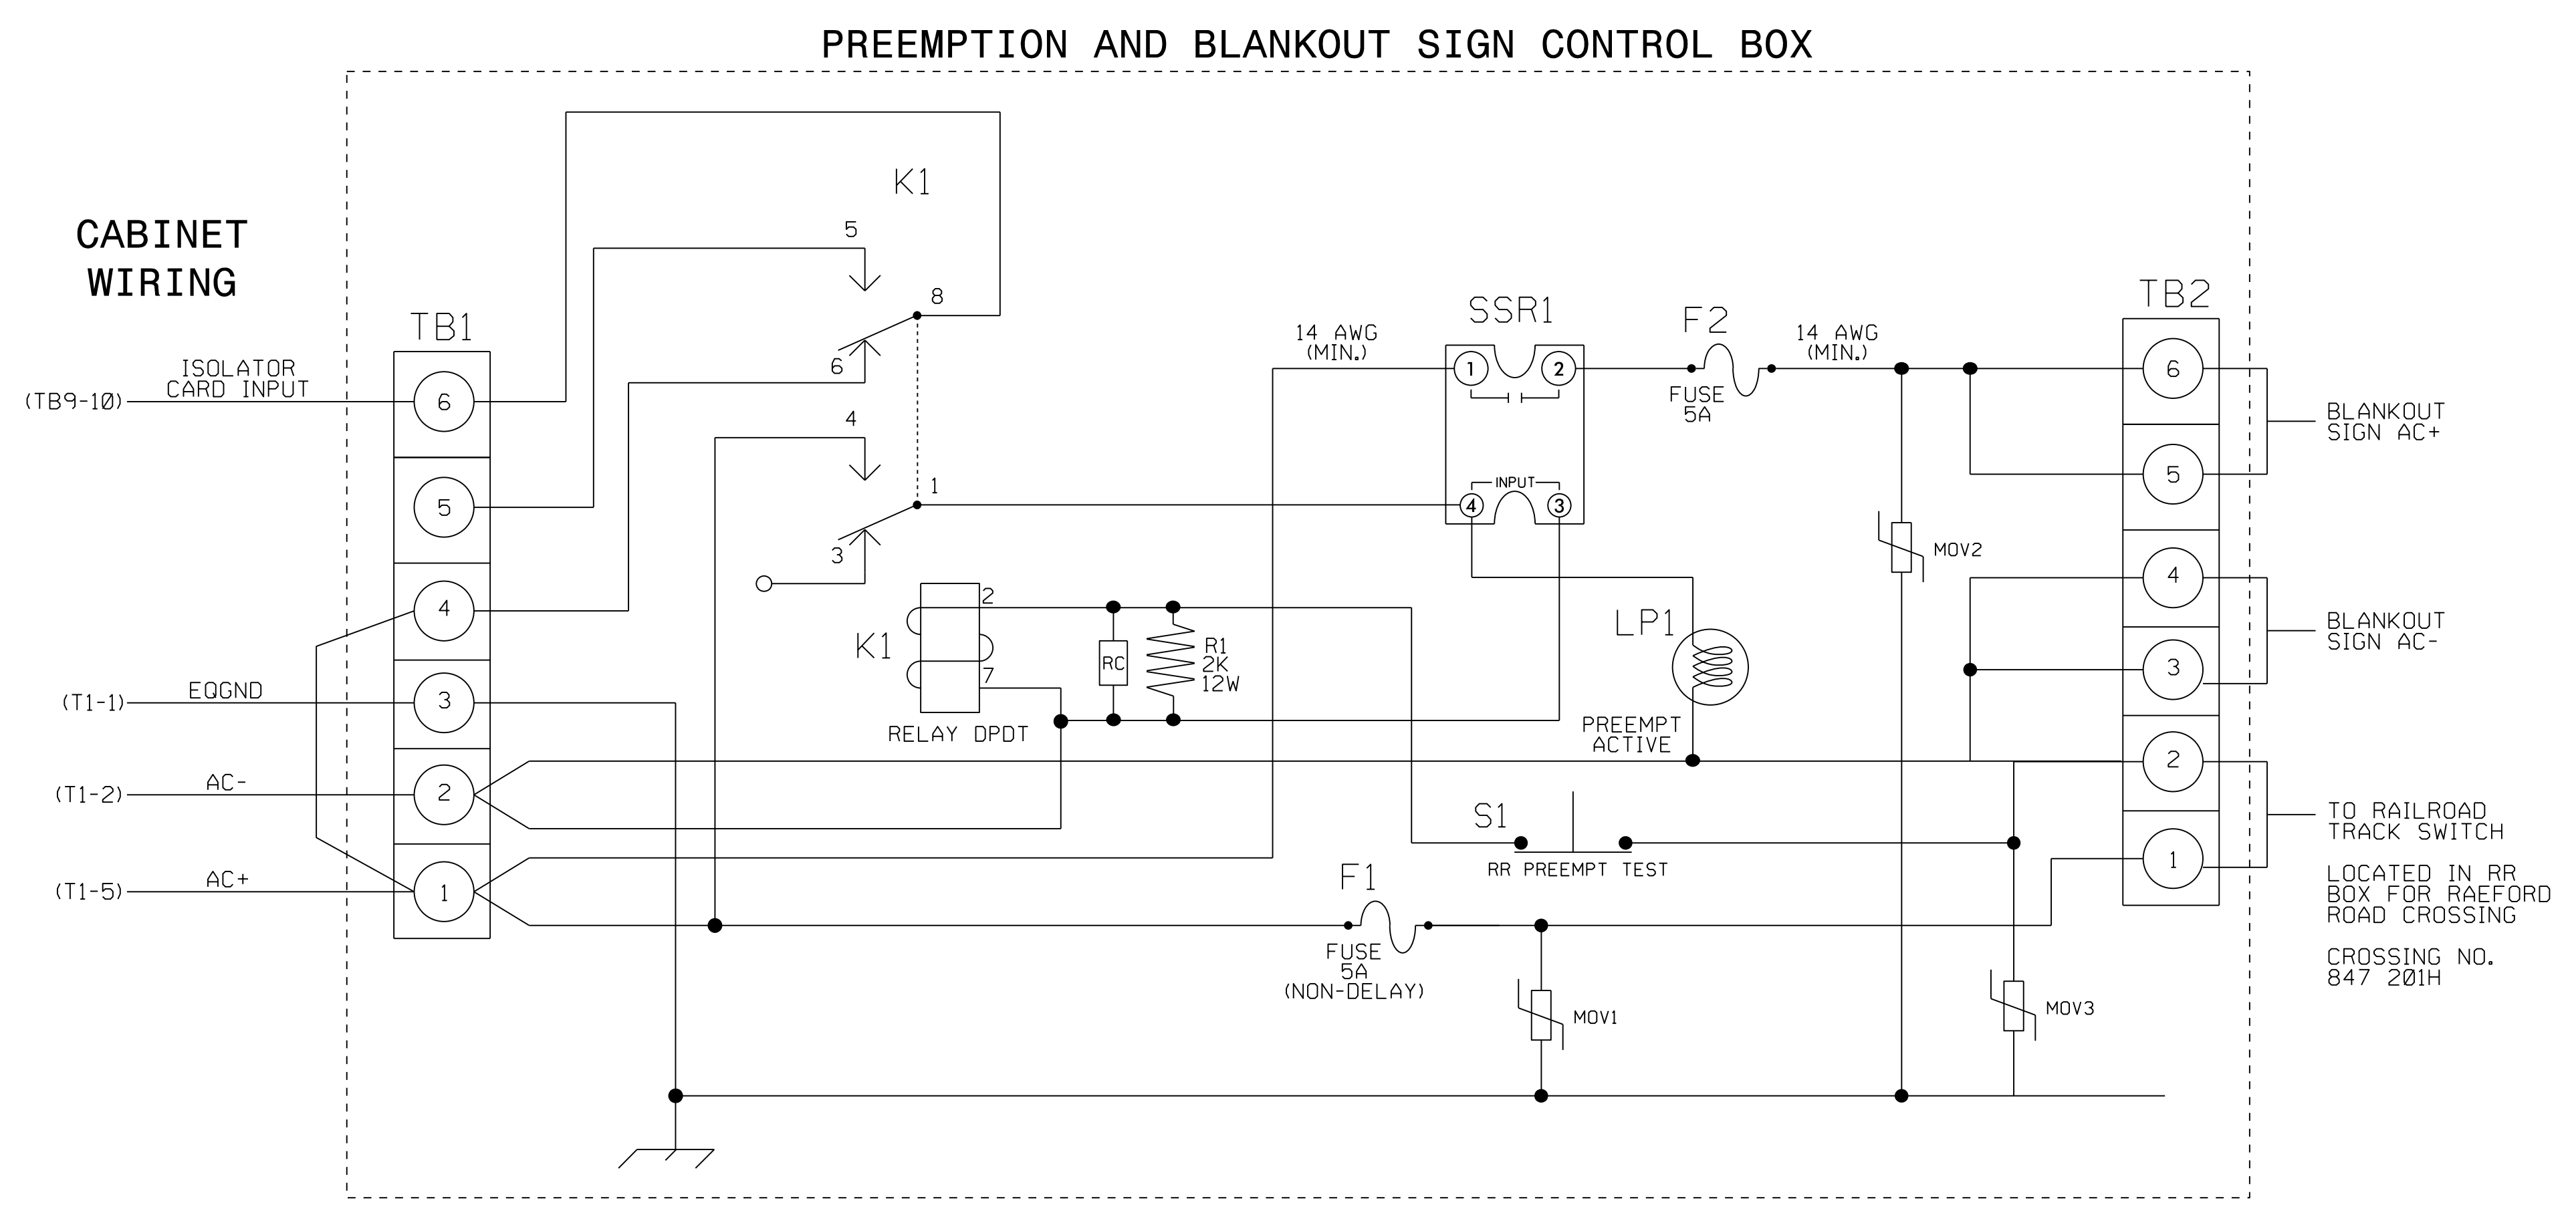 PREEMPTION AND BLANKOUT SIGN CONTROL BOX
CABINET
WIRING
K1
5
8
6
4
1
3
TB1
6
5
4
3
2
1
ISOLATOR
CARD INPUT
(TB9-10)
EQGND
(T1-1)
AC-
(T1-2)
AC+
(T1-5)
K1
2
7
RELAY DPDT
RC
R1
2K
12W
14 AWG
(MIN.)
SSR1
1
2
INPUT
4
3
F2
FUSE
5A
14 AWG
(MIN.)
LP1
PREEMPT
ACTIVE
S1
RR PREEMPT TEST
F1
FUSE
5A
(NON-DELAY)
MOV1
MOV2
MOV3
TB2
6
5
4
3
2
1
BLANKOUT
SIGN AC+
BLANKOUT
SIGN AC-
TO RAILROAD
TRACK SWITCH
LOCATED IN RR
BOX FOR RAEFORD
ROAD CROSSING
CROSSING NO.
847 201H